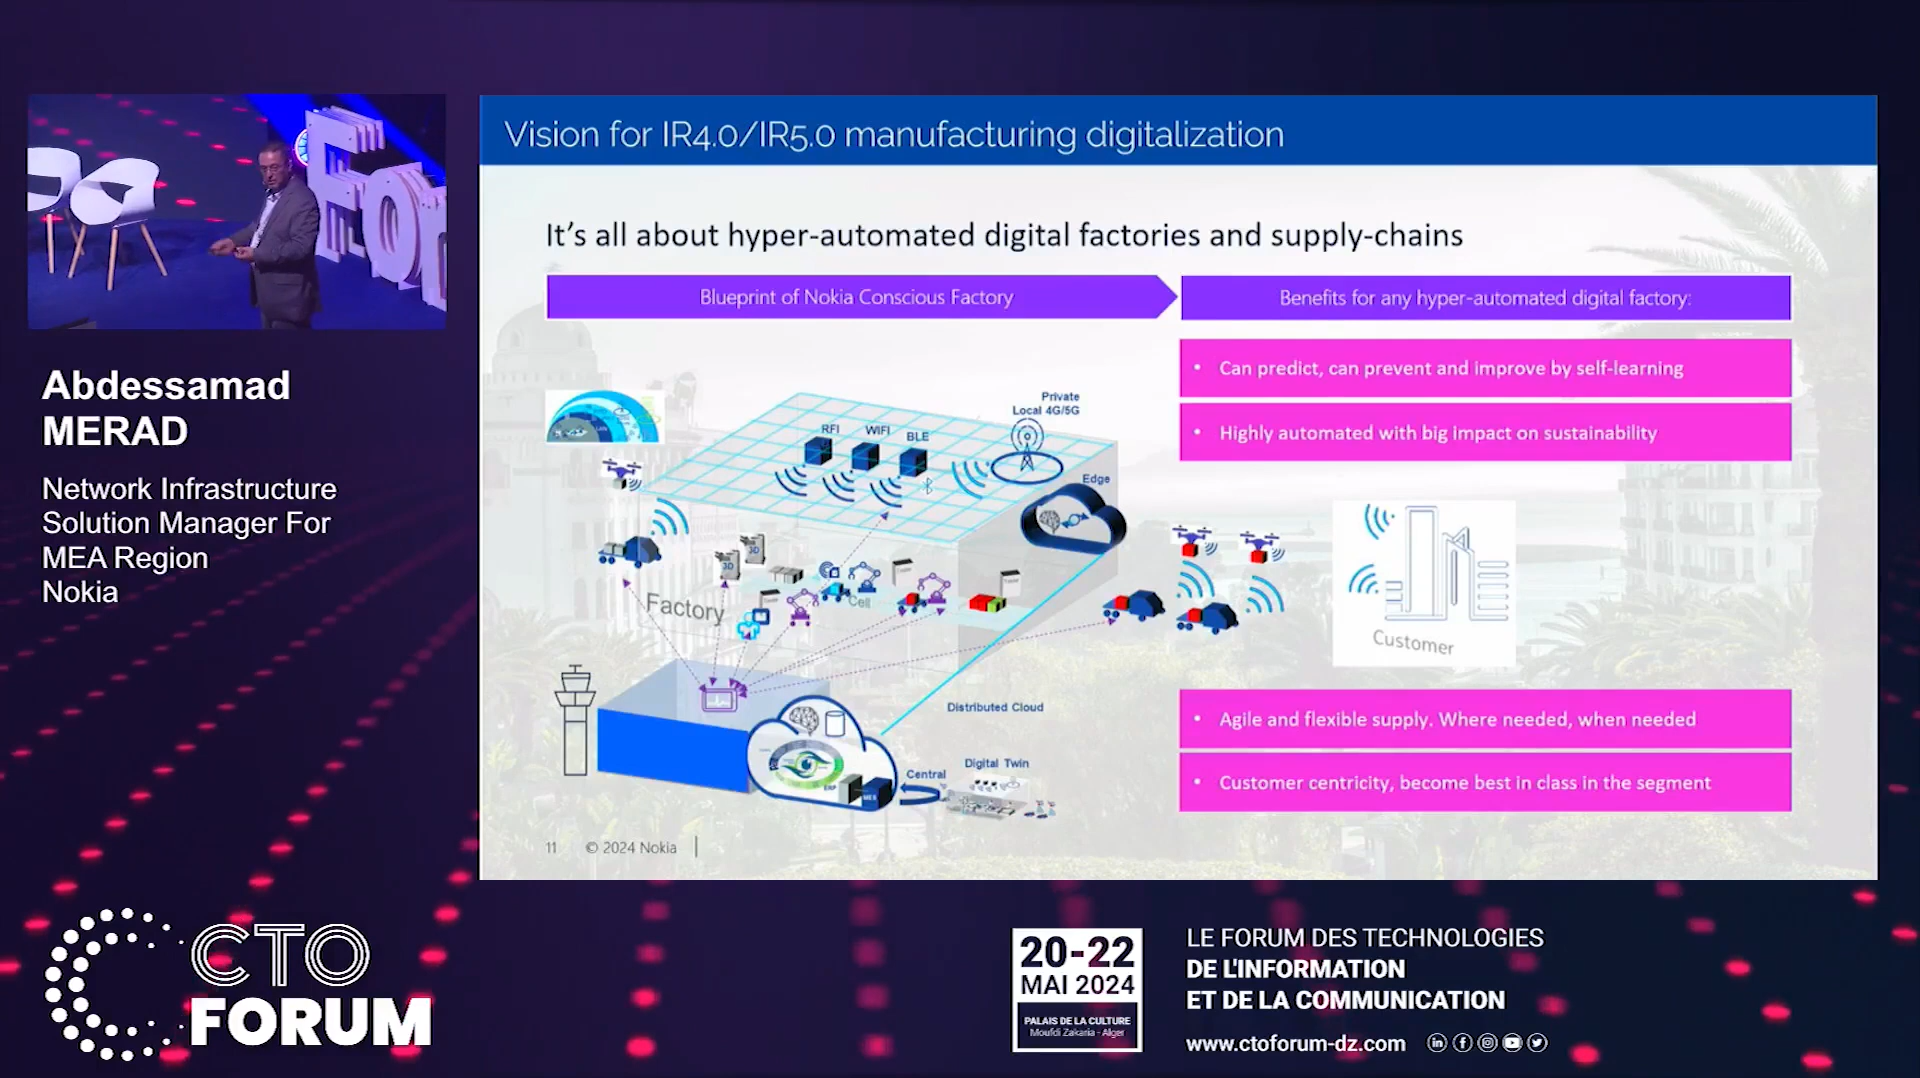 Vision for IR4.0/IR5.0 manufacturing digitalization
It's all about hyper-automated digital factories and supply-chains
Blueprint of Nokia Conscious Factory
Benefits for any hyper-automated digital factory:
• Can predict, can prevent and improve by self-learning
• Highly automated with big impact on sustainability
Private
Local 4G/5G
RFI
WIFI
BLE
Edge
3D
3D
Cell
Factory
Customer
Distributed Cloud
Digital Twin
Central
ERP
MES
• Agile and flexible supply. Where needed, when needed
• Customer centricity, become best in class in the segment
11
© 2024 Nokia
For
Abdessamad
MERAD
Network Infrastructure
Solution Manager For
MEA Region
Nokia
CTO
FORUM
20-22
MAI 2024
PALAIS DE LA CULTURE
Moufdi Zakaria - Alger
LE FORUM DES TECHNOLOGIES
DE L'INFORMATION
ET DE LA COMMUNICATION
www.ctoforum-dz.com